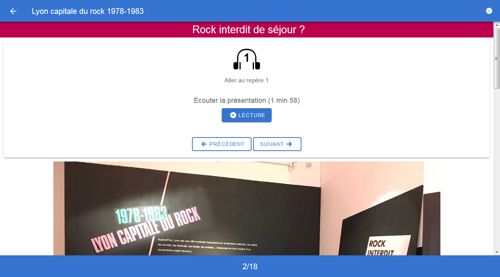 Lyon capitale du rock 1978-1983
Rock interdit de séjour ?
1
Aller au repère 1
Écouter la présentation (1 min 58)
LECTURE
PRÉCÉDENT
SUIVANT
1978-1983
LYON CAPITALE DU ROCK
ROCK
INTERDIT
2/18